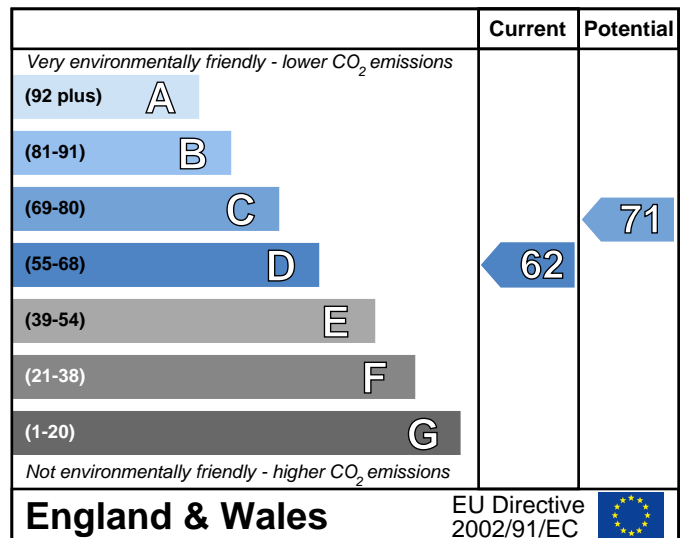 Current Potential
Very environmentally friendly - lower CO2 emissions
(92 plus) A
(81-91) B
(69-80) C
71
(55-68) D
62
(39-54) E
(21-38) F
(1-20) G
Not environmentally friendly - higher CO2 emissions
England & Wales
EU Directive
2002/91/EC